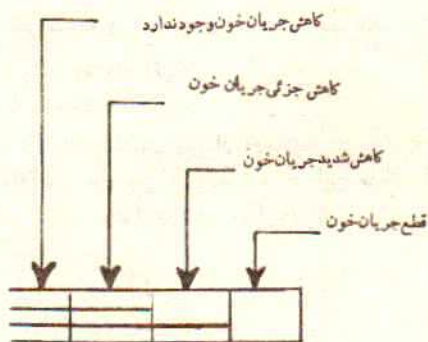 کاهش جریان خون وجود ندارد
کاهش جزئی جریان خون
کاهش شدید جریان خون
قطع جریان خون